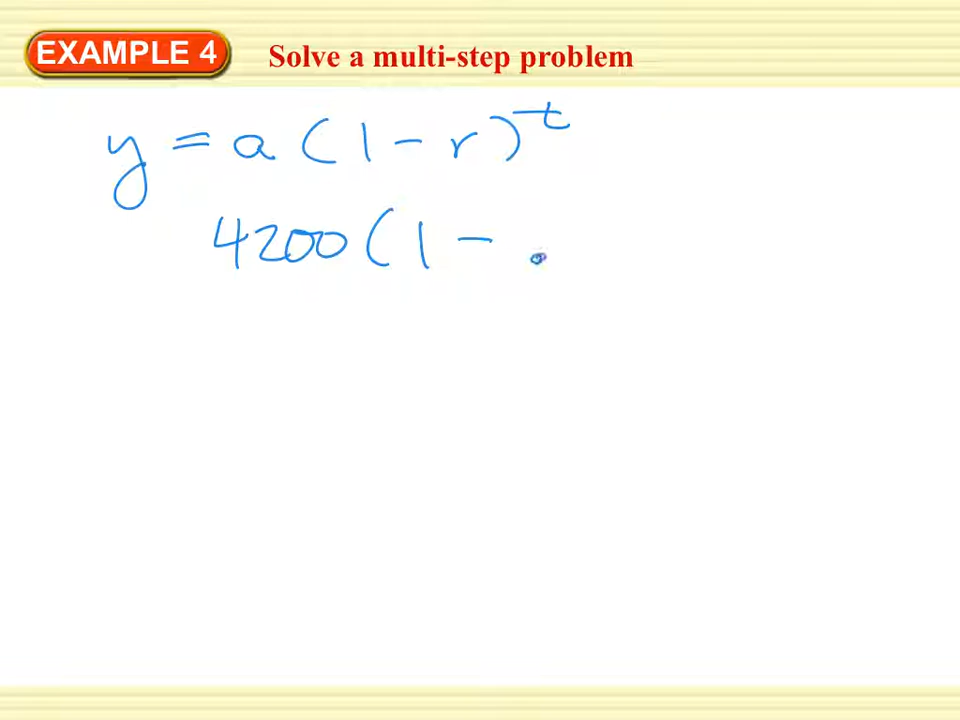 EXAMPLE 4
Solve a multi-step problem
y = a (1 - r)^t
4200 (1 - .